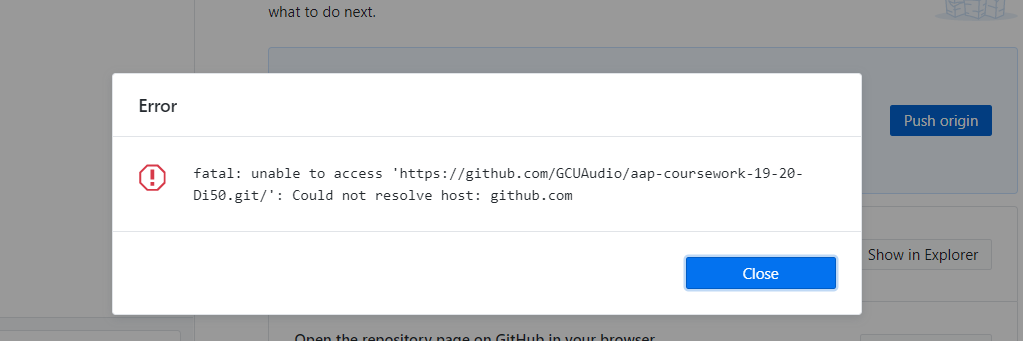 what to do next.
Error
Push origin
fatal: unable to access 'https://github.com/GCUAudio/aap-coursework-19-20-
Di50.git/': Could not resolve host: github.com
Show in Explorer
Close
Open the repository page on GitHub in your browser